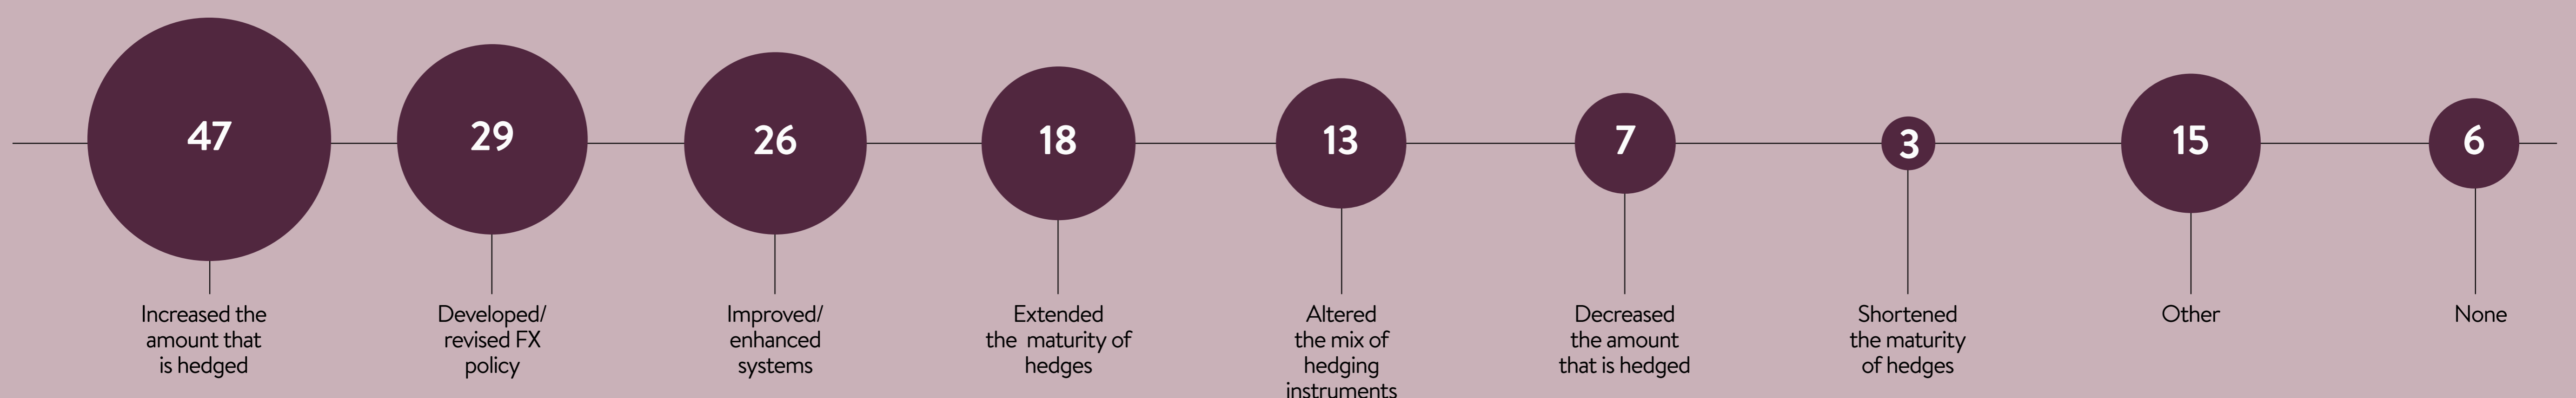 47
29
26
18
13
7
3
15
6
Increased the
amount that
is hedged
Developed/
revised FX
policy
Improved/
enhanced
systems
Extended
the  maturity of
hedges
Altered
the mix of
hedging
instruments
Decreased
the amount
that is hedged
Shortened
the maturity
of hedges
Other
None